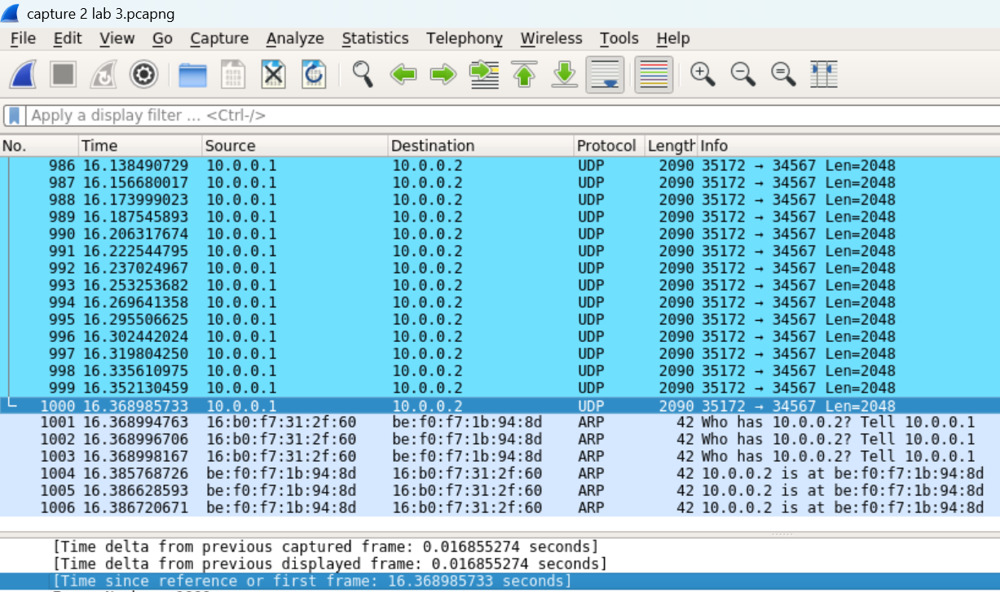 capture 2 lab 3.pcapng
File Edit View Go Capture Analyze Statistics Telephony Wireless Tools Help
Apply a display filter ... <Ctrl-/>
No. Time Source Destination Protocol Length Info
986 16.138490729 10.0.0.1 10.0.0.2 UDP 2090 35172 → 34567 Len=2048
987 16.156680017 10.0.0.1 10.0.0.2 UDP 2090 35172 → 34567 Len=2048
988 16.173999023 10.0.0.1 10.0.0.2 UDP 2090 35172 → 34567 Len=2048
989 16.187545893 10.0.0.1 10.0.0.2 UDP 2090 35172 → 34567 Len=2048
990 16.206317674 10.0.0.1 10.0.0.2 UDP 2090 35172 → 34567 Len=2048
991 16.222544795 10.0.0.1 10.0.0.2 UDP 2090 35172 → 34567 Len=2048
992 16.237024967 10.0.0.1 10.0.0.2 UDP 2090 35172 → 34567 Len=2048
993 16.253253682 10.0.0.1 10.0.0.2 UDP 2090 35172 → 34567 Len=2048
994 16.269641358 10.0.0.1 10.0.0.2 UDP 2090 35172 → 34567 Len=2048
995 16.295506625 10.0.0.1 10.0.0.2 UDP 2090 35172 → 34567 Len=2048
996 16.302442024 10.0.0.1 10.0.0.2 UDP 2090 35172 → 34567 Len=2048
997 16.319804250 10.0.0.1 10.0.0.2 UDP 2090 35172 → 34567 Len=2048
998 16.335610975 10.0.0.1 10.0.0.2 UDP 2090 35172 → 34567 Len=2048
999 16.352130459 10.0.0.1 10.0.0.2 UDP 2090 35172 → 34567 Len=2048
1000 16.368985733 10.0.0.1 10.0.0.2 UDP 2090 35172 → 34567 Len=2048
1001 16.368994763 16:b0:f7:31:2f:60 be:f0:f7:1b:94:8d ARP 42 Who has 10.0.0.2? Tell 10.0.0.1
1002 16.368996706 16:b0:f7:31:2f:60 be:f0:f7:1b:94:8d ARP 42 Who has 10.0.0.2? Tell 10.0.0.1
1003 16.368998167 16:b0:f7:31:2f:60 be:f0:f7:1b:94:8d ARP 42 Who has 10.0.0.2? Tell 10.0.0.1
1004 16.385768726 be:f0:f7:1b:94:8d 16:b0:f7:31:2f:60 ARP 42 10.0.0.2 is at be:f0:f7:1b:94:8d
1005 16.386628593 be:f0:f7:1b:94:8d 16:b0:f7:31:2f:60 ARP 42 10.0.0.2 is at be:f0:f7:1b:94:8d
1006 16.386720671 be:f0:f7:1b:94:8d 16:b0:f7:31:2f:60 ARP 42 10.0.0.2 is at be:f0:f7:1b:94:8d
[Time delta from previous captured frame: 0.016855274 seconds]
[Time delta from previous displayed frame: 0.016855274 seconds]
[Time since reference or first frame: 16.368985733 seconds]